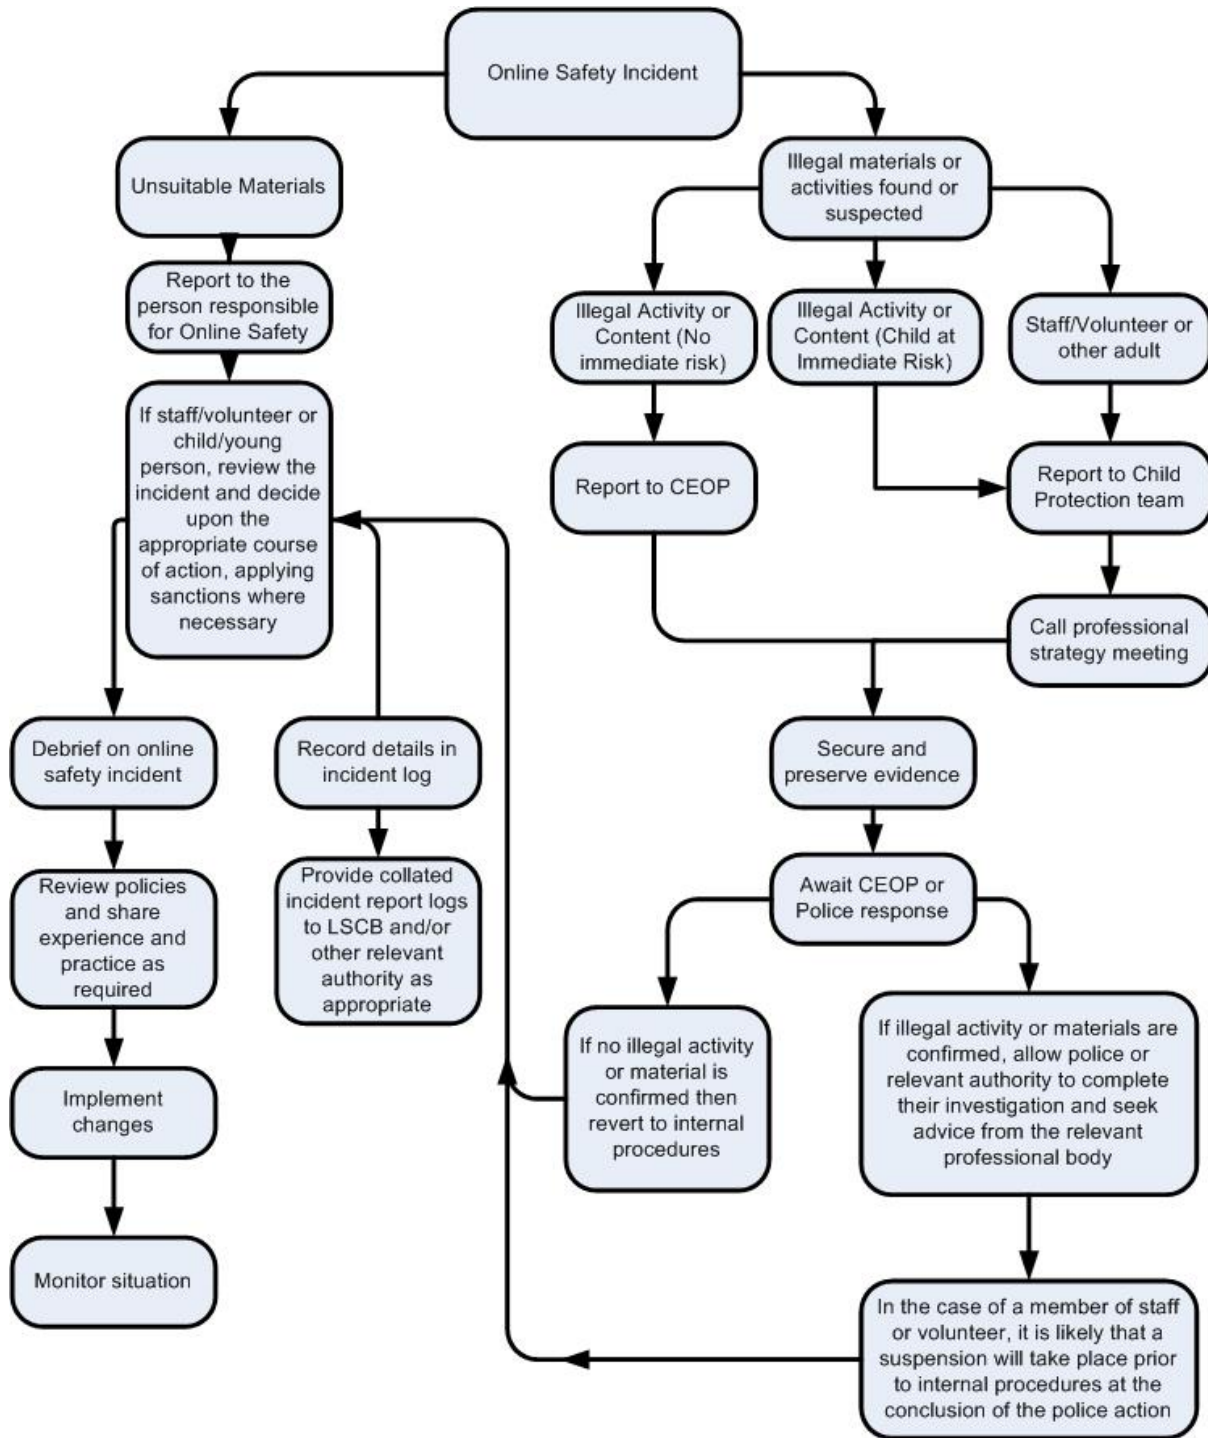 Online Safety Incident
Unsuitable Materials
Report to the
person responsible
for Online Safety
If staff/volunteer or
child/young
person, review the
incident and decide
upon the
appropriate course
of action, applying
sanctions where
necessary
Debrief on online
safety incident
Review policies
and share
experience and
practice as
required
Implement
changes
Monitor situation
Record details in
incident log
Provide collated
incident report logs
to LSCB and/or
other relevant
authority as
appropriate
Illegal materials or
activities found or
suspected
Illegal Activity or
Content (No
immediate risk)
Illegal Activity or
Content (Child at
Immediate Risk)
Staff/Volunteer or
other adult
Report to CEOP
Report to Child
Protection team
Call professional
strategy meeting
Secure and
preserve evidence
Await CEOP or
Police response
If no illegal activity
or material is
confirmed then
revert to internal
procedures
If illegal activity or materials are
confirmed, allow police or
relevant authority to complete
their investigation and seek
advice from the relevant
professional body
In the case of a member of staff
or volunteer, it is likely that a
suspension will take place prior
to internal procedures at the
conclusion of the police action